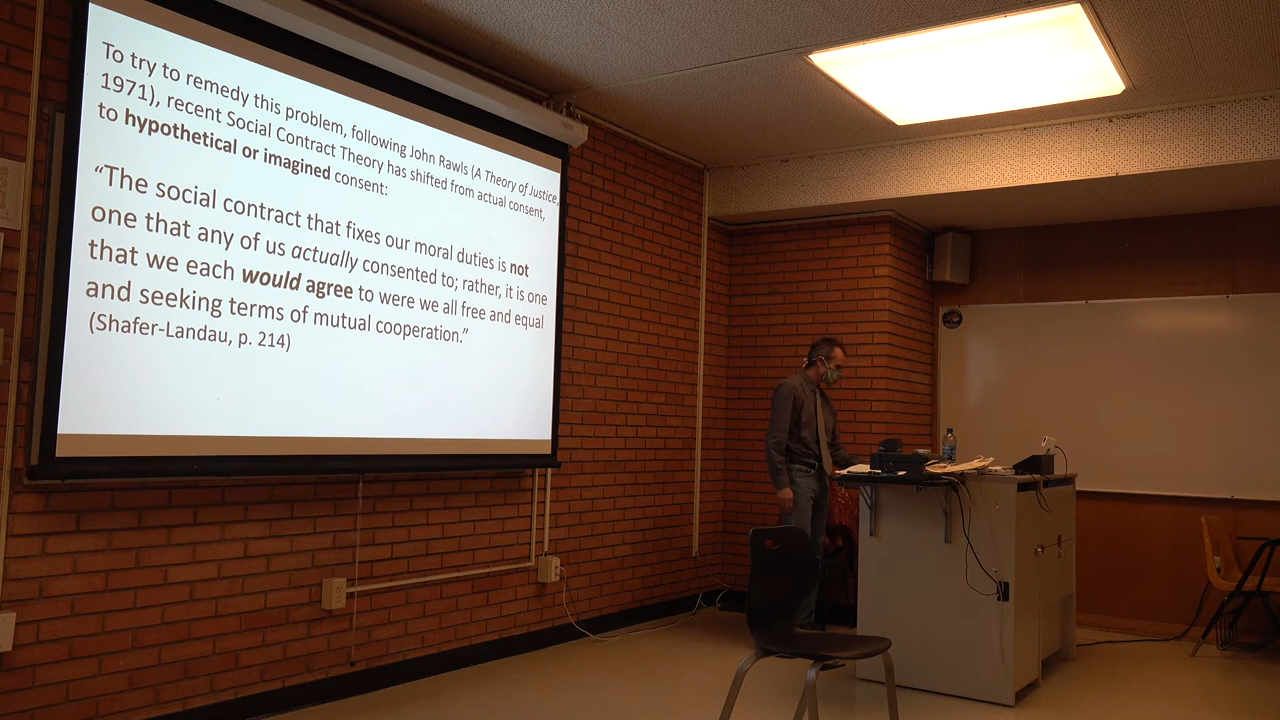 To try to remedy this problem, following John Rawls (A Theory of Justice,
1971), recent Social Contract Theory has shifted from actual consent,
to hypothetical or imagined consent:
“The social contract that fixes our moral duties is not
one that any of us actually consented to; rather, it is one
that we each would agree to were we all free and equal
and seeking terms of mutual cooperation.”
(Shafer-Landau, p. 214)